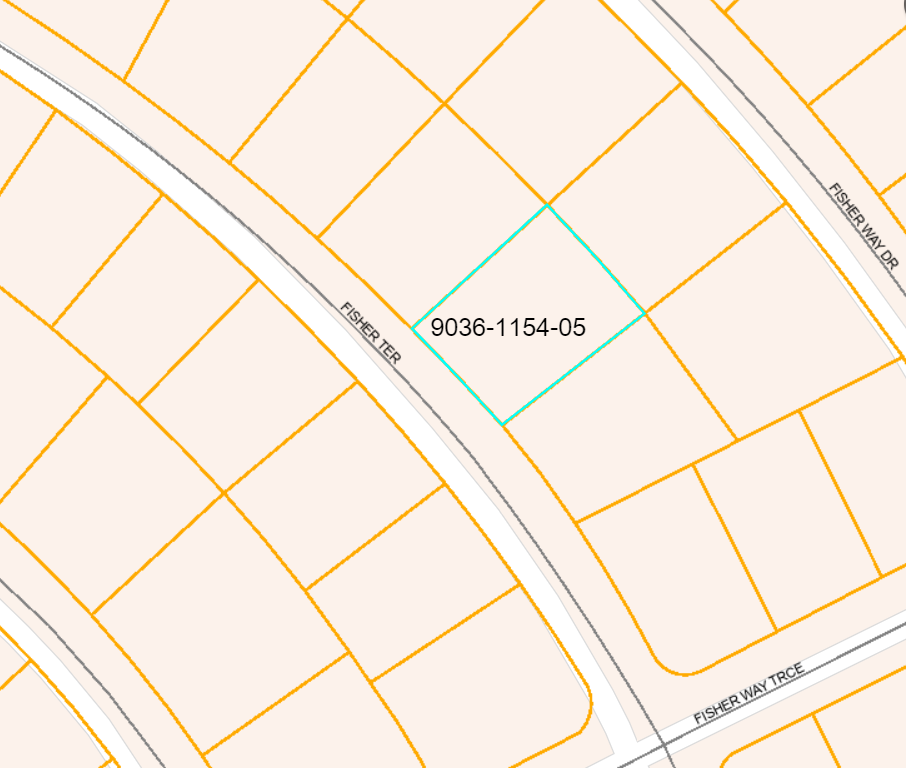 FISHER WAY DR
FISHER TER
9036-1154-05
FISHER WAY TRCE